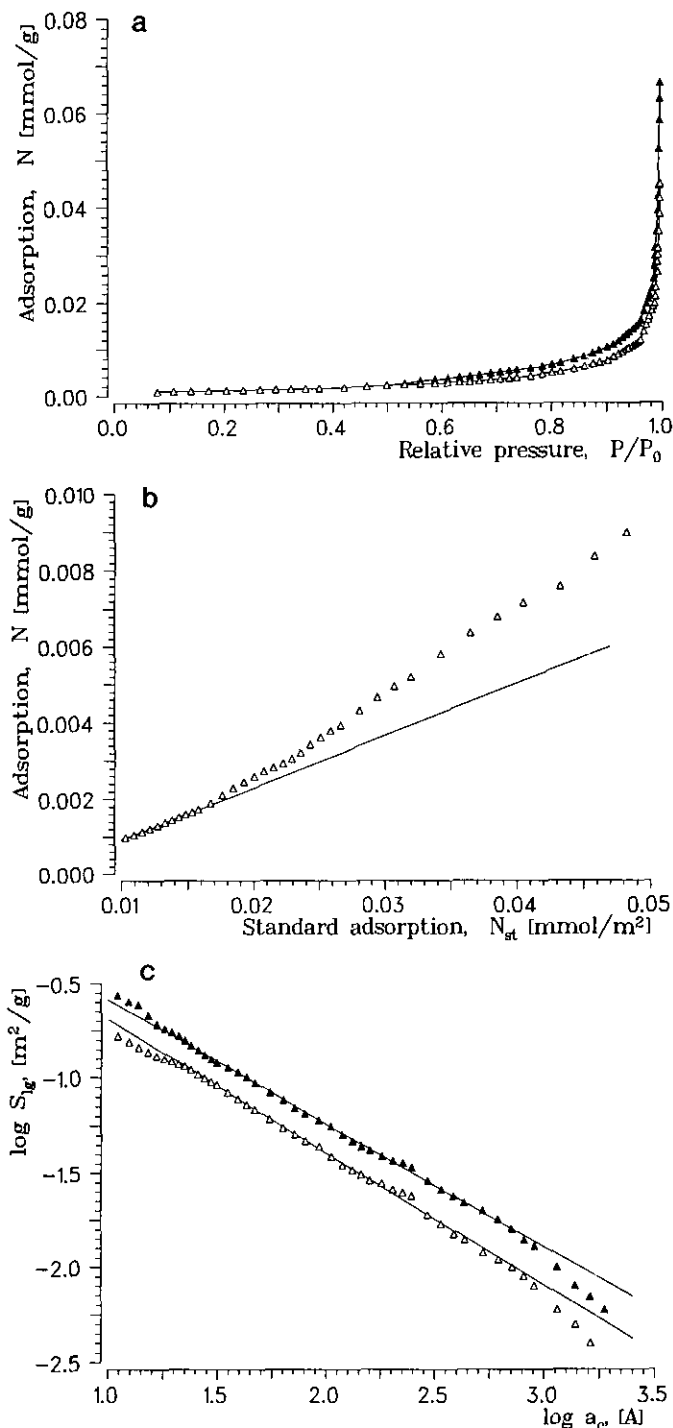 a
Adsorption, N [mmol/g]
0.08
0.06
0.04
0.02
0.00
0.0 0.2 0.4 0.6 0.8 1.0
Relative pressure, P/P₀
b
Adsorption, N [mmol/g]
0.010
0.008
0.006
0.004
0.002
0.000
0.01 0.02 0.03 0.04 0.05
Standard adsorption, Nst [mmol/m²]
c
log Slg, [m²/g]
-0.5
-1.0
-1.5
-2.0
-2.5
1.0 1.5 2.0 2.5 3.0 3.5
log ac, [A]